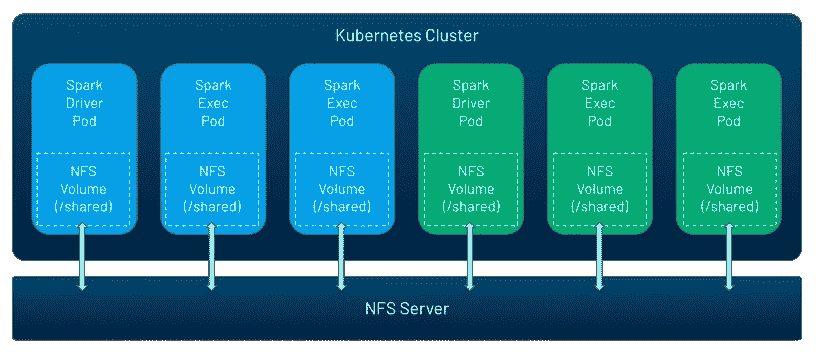 Kubernetes Cluster
Spark
Driver
Pod
NFS
Volume
(/shared)
Spark
Exec
Pod
NFS
Volume
(/shared)
Spark
Exec
Pod
NFS
Volume
(/shared)
Spark
Driver
Pod
NFS
Volume
(/shared)
Spark
Exec
Pod
NFS
Volume
(/shared)
Spark
Exec
Pod
NFS
Volume
(/shared)
NFS Server